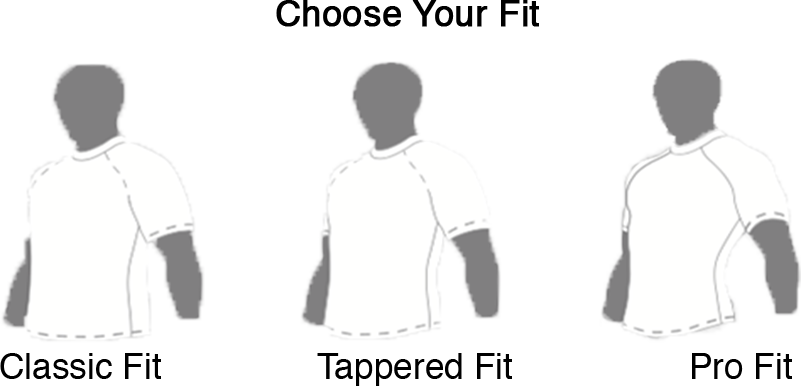 Choose Your Fit
Classic Fit
Tappered Fit
Pro Fit